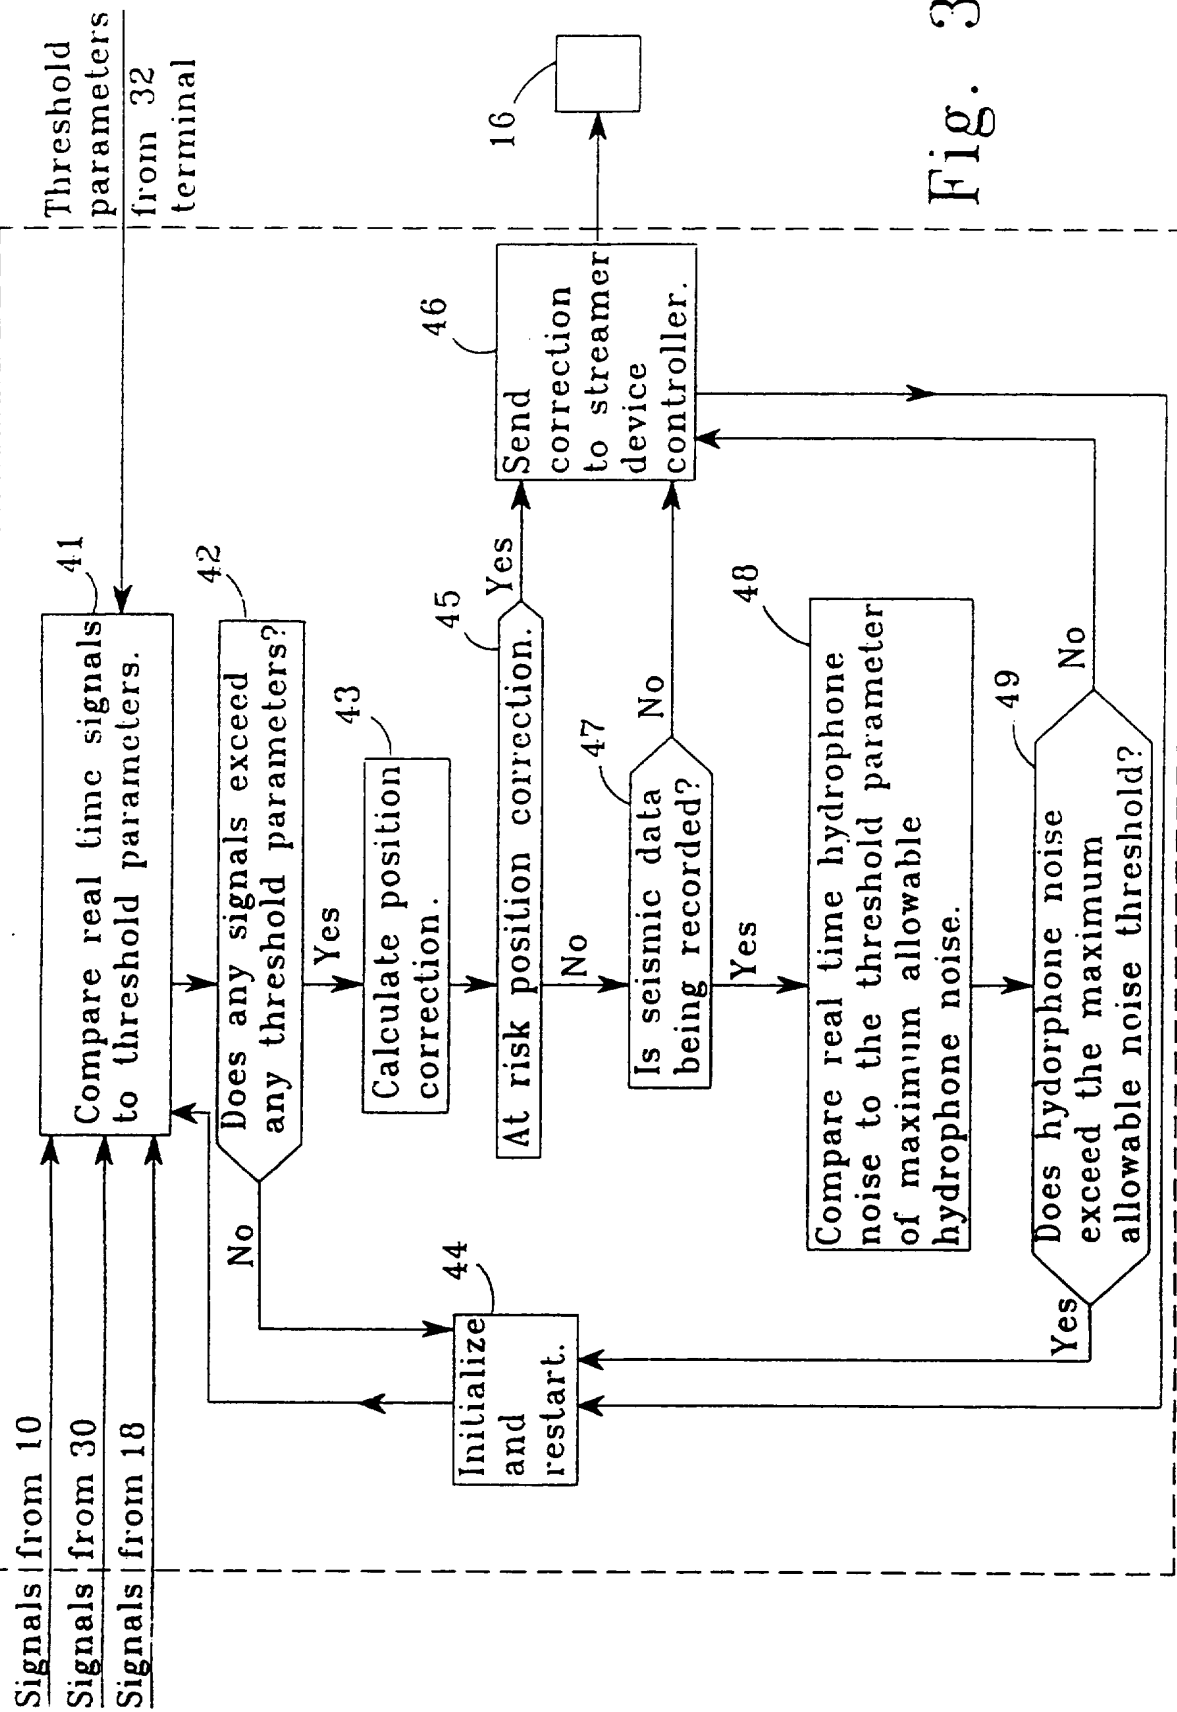 Signals from 10
Signals from 30
Signals from 18
Threshold
parameters
from 32
terminal
41
Compare real time signals
to threshold parameters.
42
Does any signals exceed
any threshold parameters?
No
Yes
43
Calculate position
correction.
44
Initialize
and
restart.
45
At risk position correction.
Yes
No
46
Send
correction
to streamer
device
controller.
16
47
Is seismic data
being recorded?
No
Yes
48
Compare real time hydrophone
noise to the threshold parameter
of maximum allowable
hydrophone noise.
49
Does hydorphone noise
exceed the maximum
allowable noise threshold?
Yes
No
Fig. 3